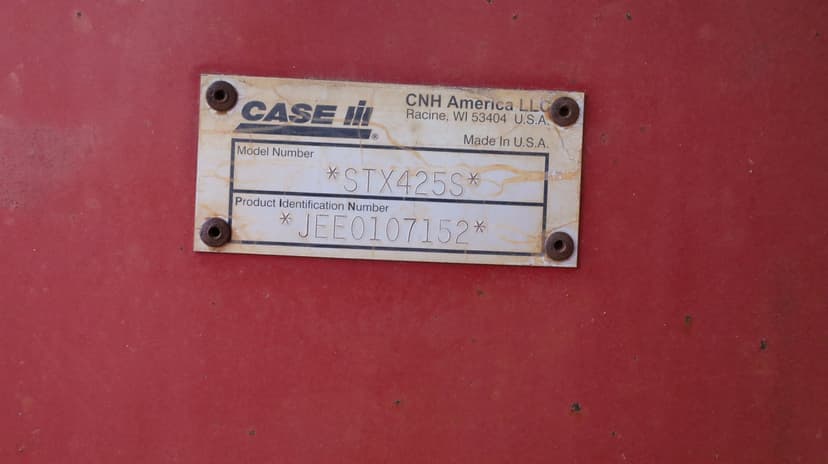 CASE IH ®
CNH America LLC
Racine, WI 53404 U.S.A.
Made In U.S.A.
Model Number
*STX425S*
Product Identification Number
*JEE0107152*